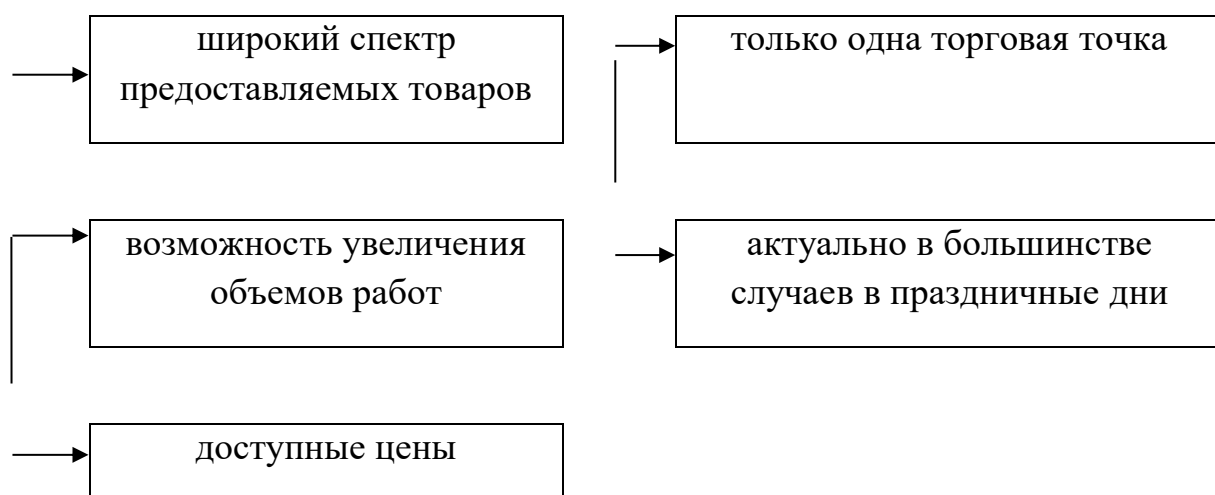 широкий спектр
предоставляемых товаров
только одна торговая точка
возможность увеличения
объемов работ
актуально в большинстве
случаев в праздничные дни
доступные цены